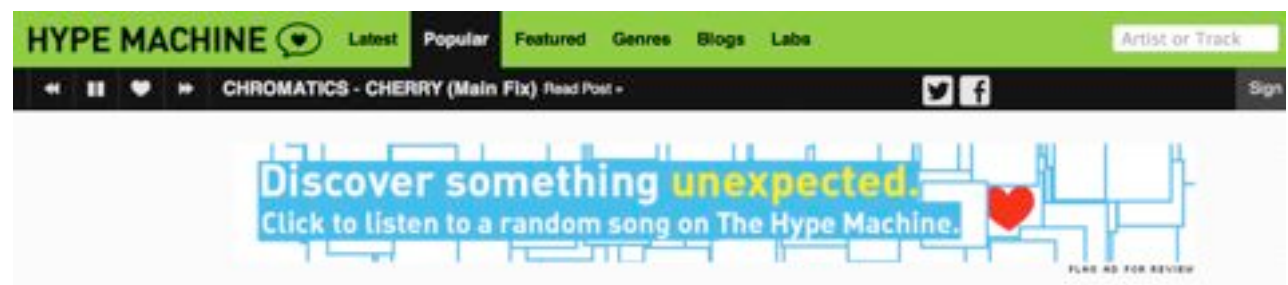 HYPE MACHINE Latest Popular Featured Genres Blogs Labs Artist or Track
CHROMATICS - CHERRY (Main Fix) Read Post » Sign
Discover something unexpected.
Click to listen to a random song on The Hype Machine.
FLAG AD FOR REVIEW